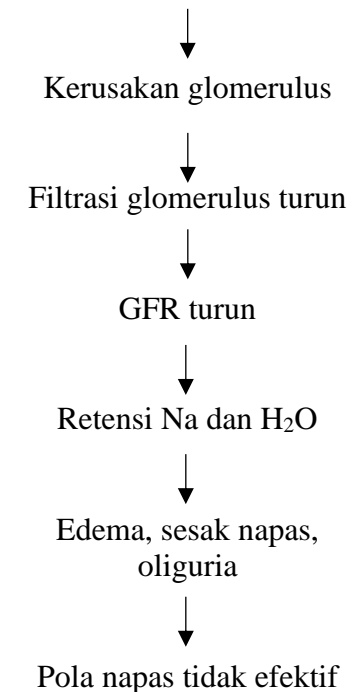 Kerusakan glomerulus
Filtrasi glomerulus turun
GFR turun
Retensi Na dan H₂O
Edema, sesak napas,
oliguria
Pola napas tidak efektif